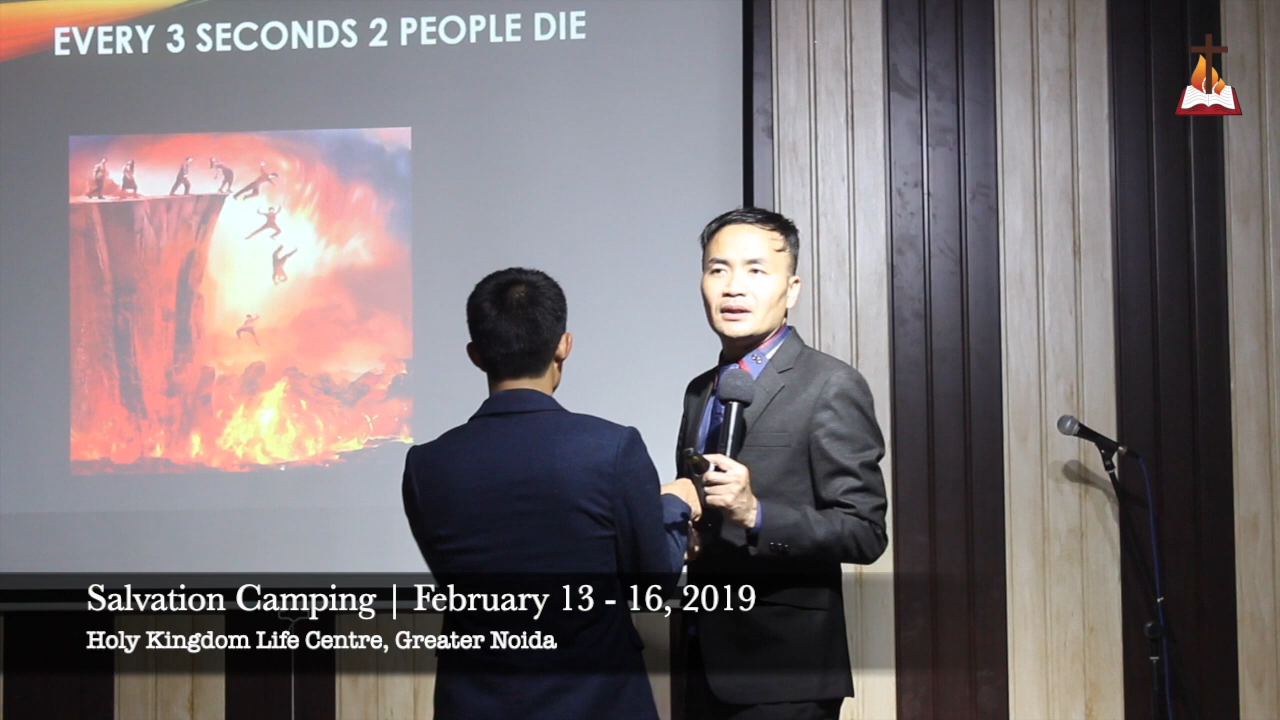 EVERY 3 SECONDS 2 PEOPLE DIE
Salvation Camping | February 13 - 16, 2019
Holy Kingdom Life Centre, Greater Noida